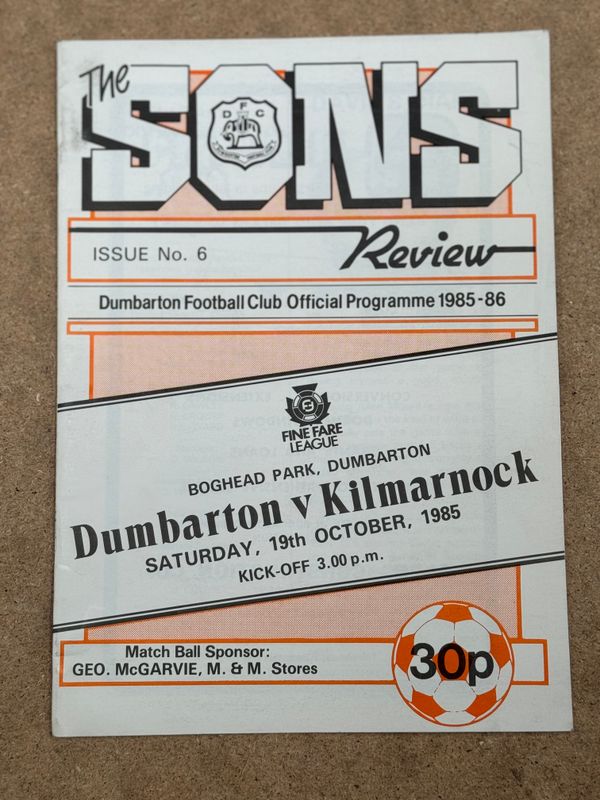 The
SONS
D F C
Review
ISSUE No. 6
Dumbarton Football Club Official Programme 1985-86
FINE FARE
LEAGUE
BOGHEAD PARK, DUMBARTON
Dumbarton v Kilmarnock
SATURDAY, 19th OCTOBER, 1985
KICK-OFF 3.00 p.m.
Match Ball Sponsor:
GEO. McGARVIE, M. & M. Stores
30p